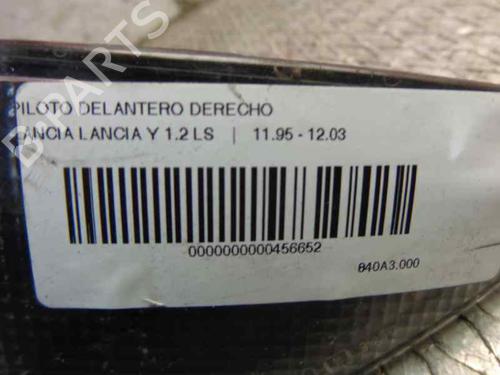 PILOTO DELANTERO DERECHO
LANCIA LANCIA Y 1.2 LS | 11.95 - 12.03
0000000000456652
840A3.000
B-PARTS